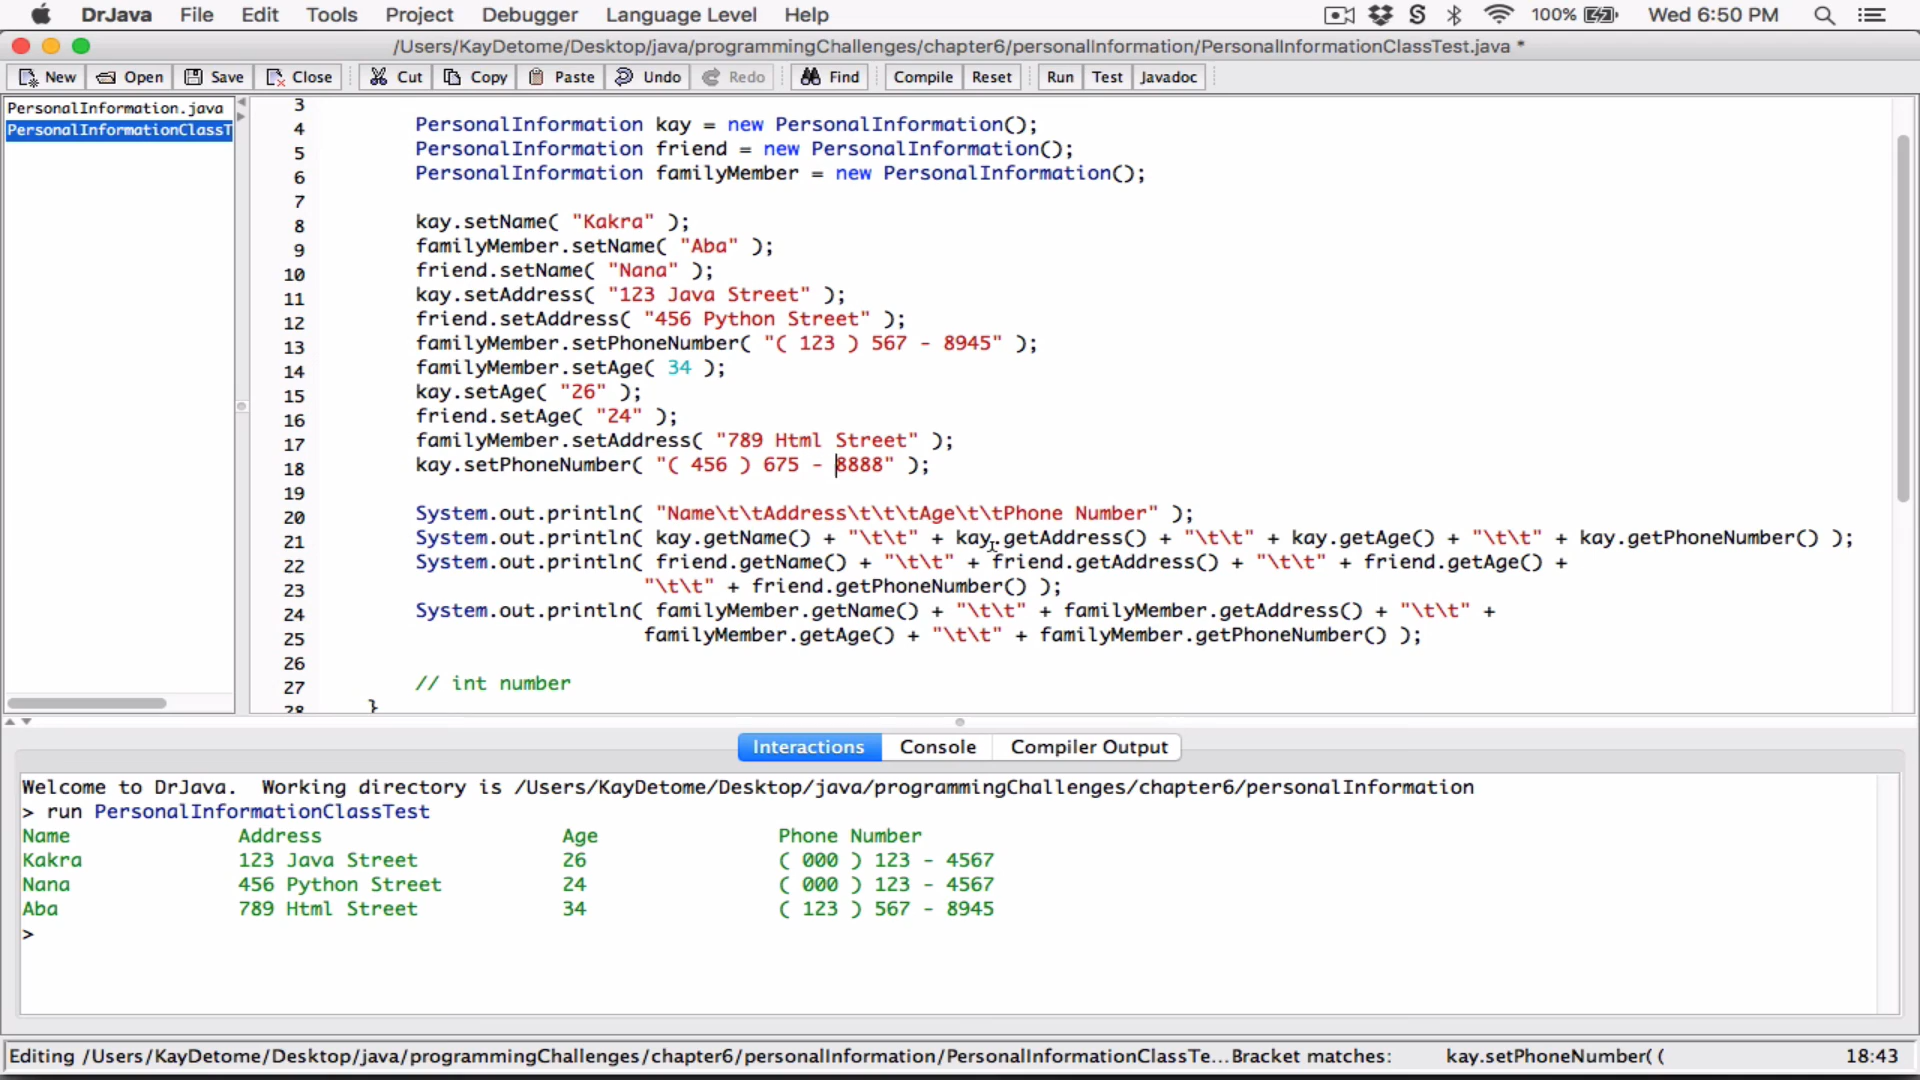 DrJava File Edit Tools Project Debugger Language Level Help 100% Wed 6:50 PM
/Users/KayDetome/Desktop/java/programmingChallenges/chapter6/personalInformation/PersonalInformationClassTest.java *
New Open Save Close Cut Copy Paste Undo Redo Find Compile Reset Run Test Javadoc
PersonalInformation.java
PersonalInformationClassT
3
4 PersonalInformation kay = new PersonalInformation();
5 PersonalInformation friend = new PersonalInformation();
6 PersonalInformation familyMember = new PersonalInformation();
7
8 kay.setName( "Kakra" );
9 familyMember.setName( "Aba" );
10 friend.setName( "Nana" );
11 kay.setAddress( "123 Java Street" );
12 friend.setAddress( "456 Python Street" );
13 familyMember.setPhoneNumber( "( 123 ) 567 - 8945" );
14 familyMember.setAge( 34 );
15 kay.setAge( "26" );
16 friend.setAge( "24" );
17 familyMember.setAddress( "789 Html Street" );
18 kay.setPhoneNumber( "( 456 ) 675 - 8888" );
19
20 System.out.println( "Name\t\tAddress\t\t\tAge\t\tPhone Number" );
21 System.out.println( kay.getName() + "\t\t" + kay.getAddress() + "\t\t" + kay.getAge() + "\t\t" + kay.getPhoneNumber() );
22 System.out.println( friend.getName() + "\t\t" + friend.getAddress() + "\t\t" + friend.getAge() +
23 "\t\t" + friend.getPhoneNumber() );
24 System.out.println( familyMember.getName() + "\t\t" + familyMember.getAddress() + "\t\t" +
25 familyMember.getAge() + "\t\t" + familyMember.getPhoneNumber() );
26
27 // int number
28 }
Interactions Console Compiler Output
Welcome to DrJava.  Working directory is /Users/KayDetome/Desktop/java/programmingChallenges/chapter6/personalInformation
> run PersonalInformationClassTest
Name Address Age Phone Number
Kakra 123 Java Street 26 ( 000 ) 123 - 4567
Nana 456 Python Street 24 ( 000 ) 123 - 4567
Aba 789 Html Street 34 ( 123 ) 567 - 8945
>
Editing /Users/KayDetome/Desktop/java/programmingChallenges/chapter6/personalInformation/PersonalInformationClassTe...Bracket matches: kay.setPhoneNumber(( 18:43